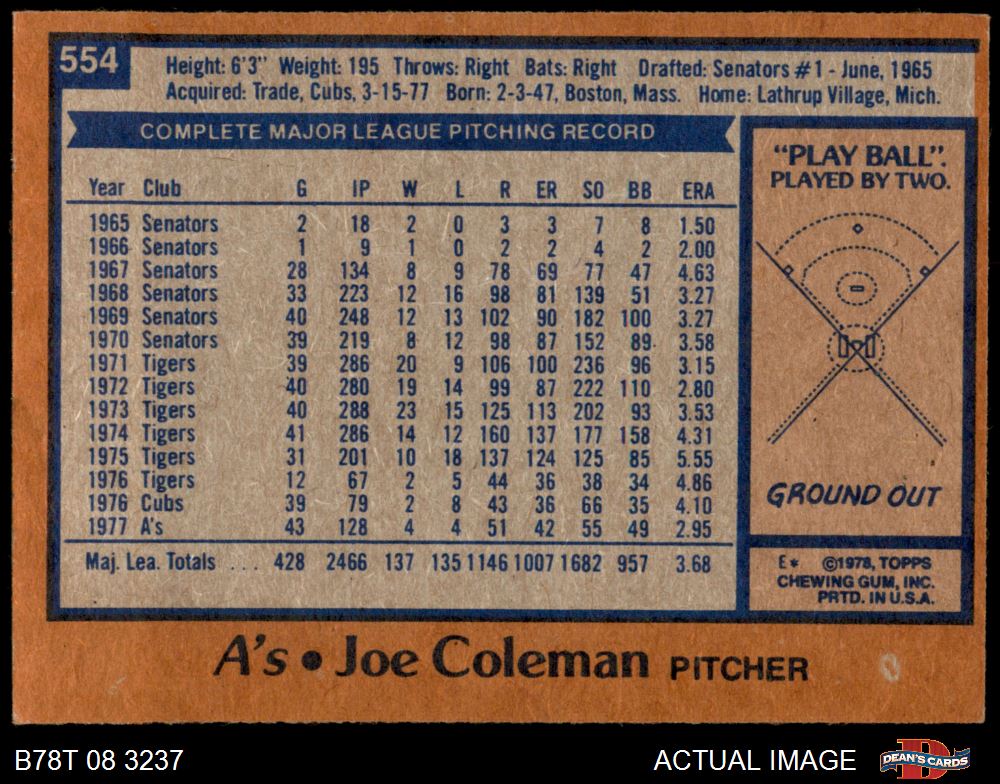 554
Height: 6'3" Weight: 195 Throws: Right Bats: Right Drafted: Senators #1 - June, 1965
Acquired: Trade, Cubs, 3-15-77 Born: 2-3-47, Boston, Mass. Home: Lathrup Village, Mich.
COMPLETE MAJOR LEAGUE PITCHING RECORD
Year Club G IP W L R ER SO BB ERA
1965 Senators 2 18 2 0 3 3 7 8 1.50
1966 Senators 1 9 1 0 2 2 4 2 2.00
1967 Senators 28 134 8 9 78 69 77 47 4.63
1968 Senators 33 223 12 16 98 81 139 51 3.27
1969 Senators 40 248 12 13 102 90 182 100 3.27
1970 Senators 39 219 8 12 98 87 152 89 3.58
1971 Tigers 39 286 20 9 106 100 236 96 3.15
1972 Tigers 40 280 19 14 99 87 222 110 2.80
1973 Tigers 40 288 23 15 125 113 202 93 3.53
1974 Tigers 41 286 14 12 160 137 177 158 4.31
1975 Tigers 31 201 10 18 137 124 125 85 5.55
1976 Tigers 12 67 2 5 44 36 38 34 4.86
1976 Cubs 39 79 2 8 43 36 66 35 4.10
1977 A's 43 128 4 4 51 42 55 49 2.95
Maj. Lea. Totals ... 428 2466 137 135 1146 1007 1682 957 3.68
"PLAY BALL".
PLAYED BY TWO.
GROUND OUT
E* ©1978, TOPPS
CHEWING GUM, INC.
PRTD. IN U.S.A.
A's • Joe Coleman PITCHER
B78T 08 3237
ACTUAL IMAGE
DEAN'S CARDS